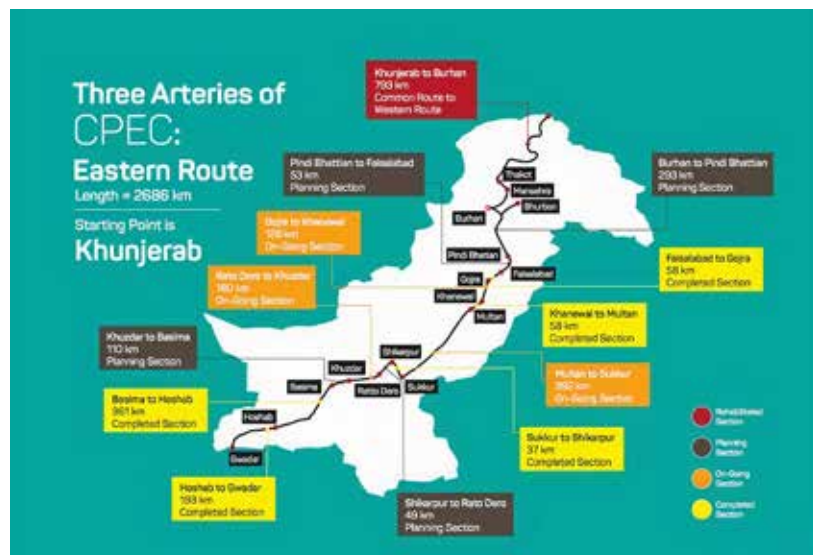 Three Arteries of
CPEC:
Eastern Route
Length = 2686 km
Starting Point is
Khunjerab
Khunjerab to Burhan
793 km
Common Route to
Western Route
Pindi Bhattian to Faisalabad
53 km
Planning Section
Burhan to Pindi Bhattian
293 km
Planning Section
Gojra to Khanewal
126 km
On-Going Section
Faisalabad to Gojra
58 km
Completed Section
Rato Dero to Khuzdar
On-Going Section
Khanewal to Multan
58 km
Completed Section
Khuzdar to Basima
110 km
Planning Section
Multan to Sukkur
392 km
On-Going Section
Basima to Hoshab
361 km
Completed Section
Sukkur to Shikarpur
37 km
Completed Section
Hoshab to Gwadar
193 km
Completed Section
Shikarpur to Rato Dero
49 km
Planning Section
Thakot
Mansehra
Bhurban
Burhan
Pindi Bhatian
Faisalabad
Gojra
Khanewal
Multan
Shikarpur
Sukkur
Ratto Dero
Khuzdar
Basima
Hoshab
Gwadar
Rehabilitated
Section
Planning
Section
On-Going
Section
Completed
Section